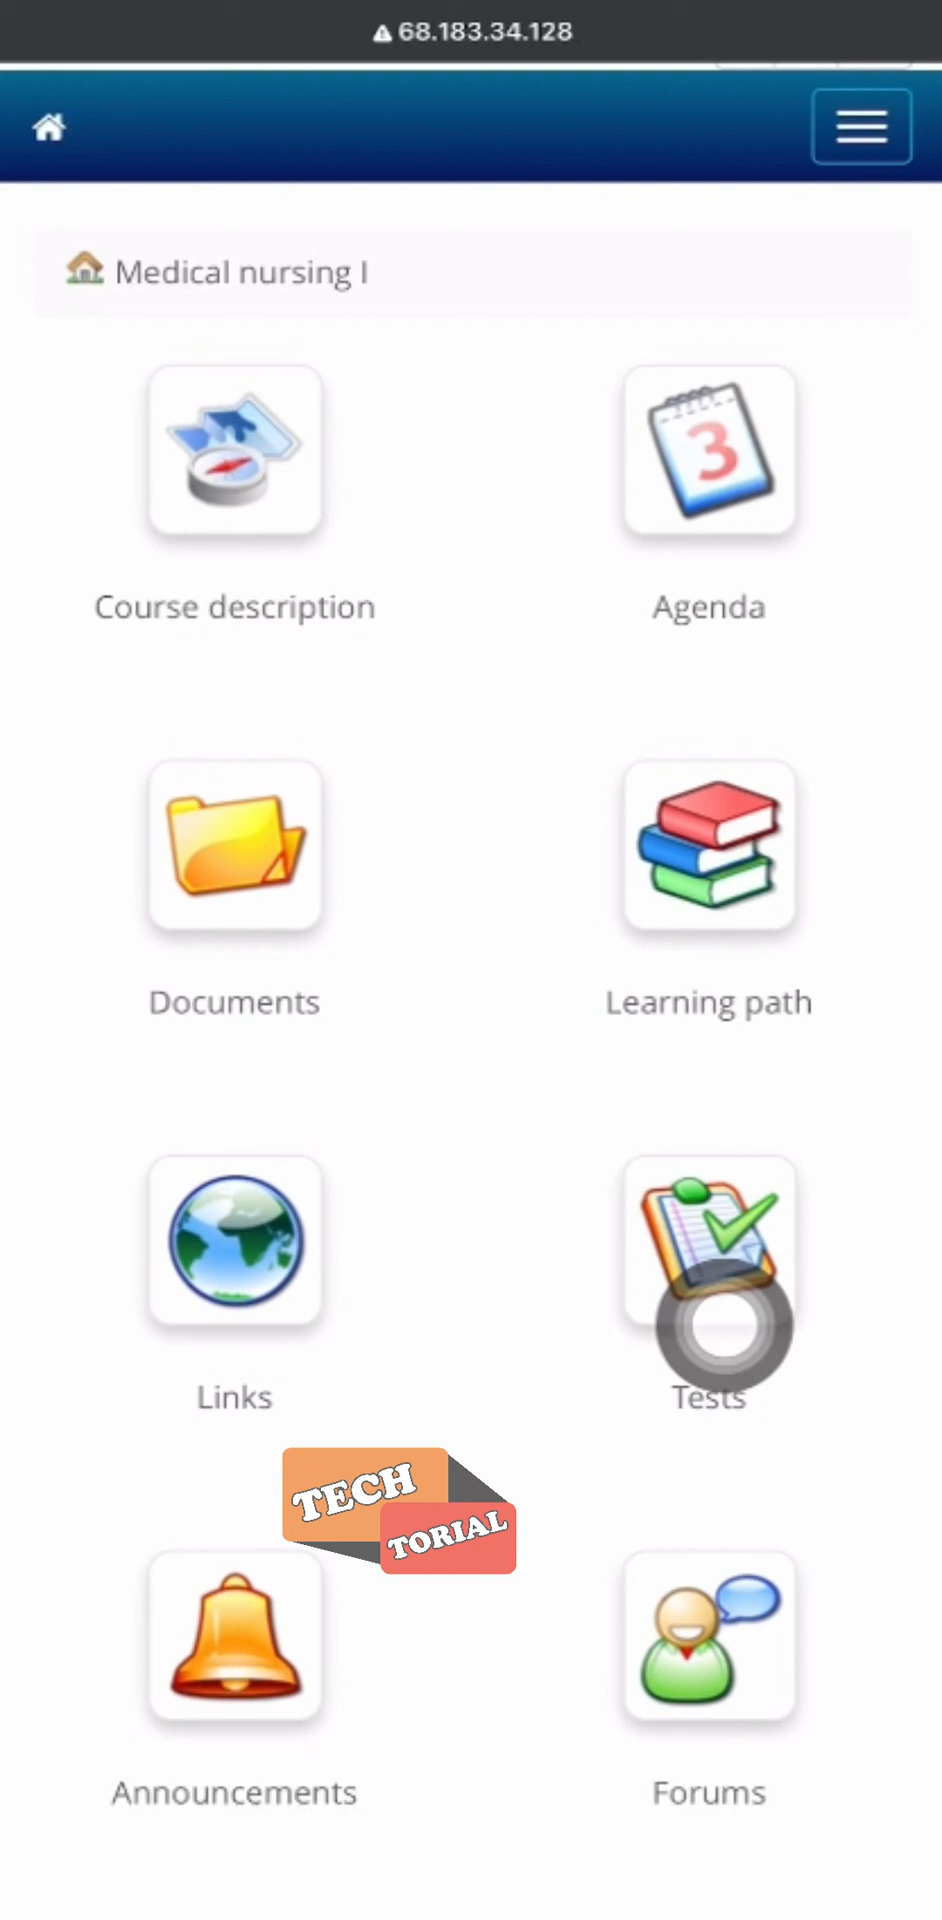 68.183.34.128
Medical nursing I
3
Course description
Agenda
Documents
Learning path
Links
Tests
TECH
TORIAL
Announcements
Forums